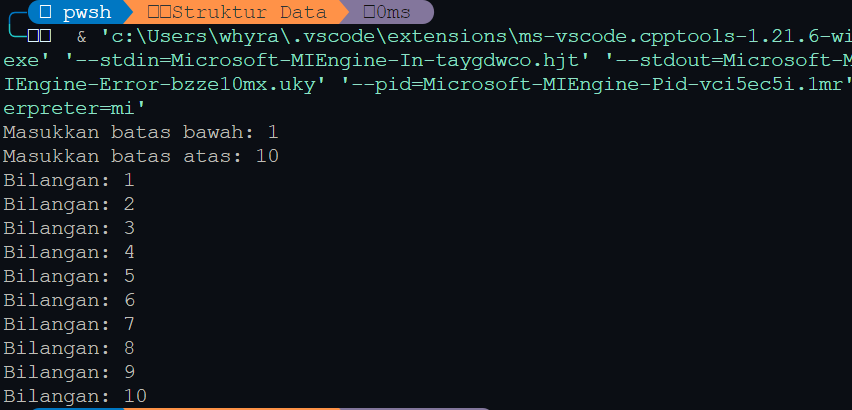 pwsh Struktur Data 0ms
& 'c:\Users\whyra\.vscode\extensions\ms-vscode.cpptools-1.21.6-wi
exe' '--stdin=Microsoft-MIEngine-In-taygdwco.hjt' '--stdout=Microsoft-M
IEngine-Error-bzze10mx.uky' '--pid=Microsoft-MIEngine-Pid-vci5ec5i.1mr'
erpreter=mi'
Masukkan batas bawah: 1
Masukkan batas atas: 10
Bilangan: 1
Bilangan: 2
Bilangan: 3
Bilangan: 4
Bilangan: 5
Bilangan: 6
Bilangan: 7
Bilangan: 8
Bilangan: 9
Bilangan: 10